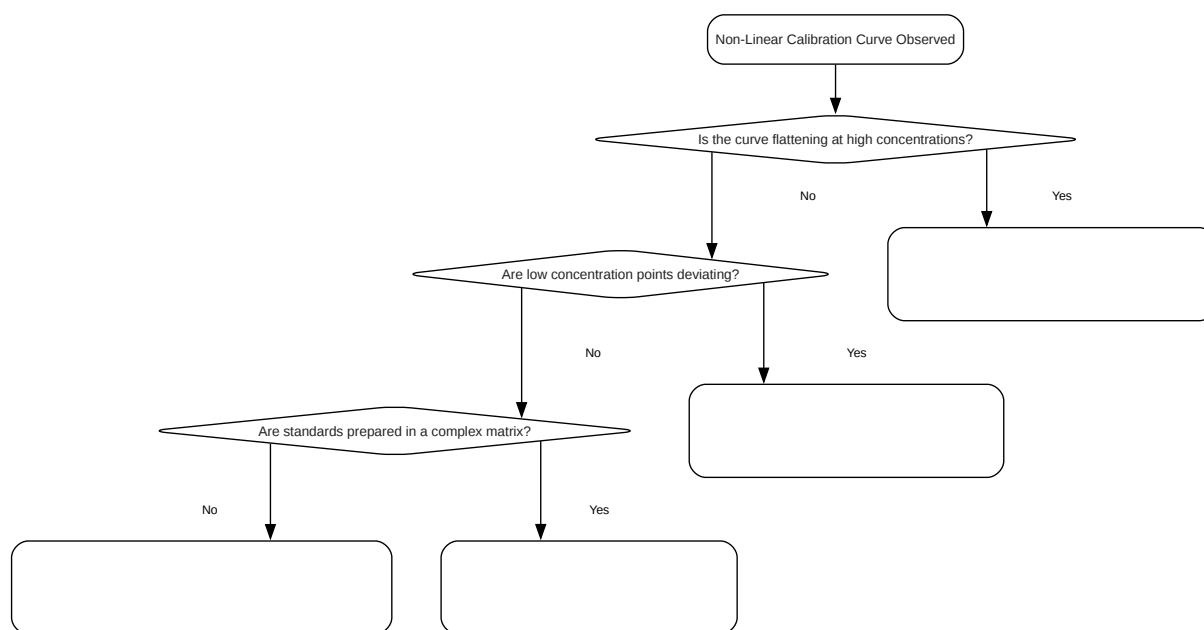 Non-Linear Calibration Curve Observed
Is the curve flattening at high concentrations?
No
Yes
Are low concentration points deviating?
No
Yes
Are standards prepared in a complex matrix?
No
Yes